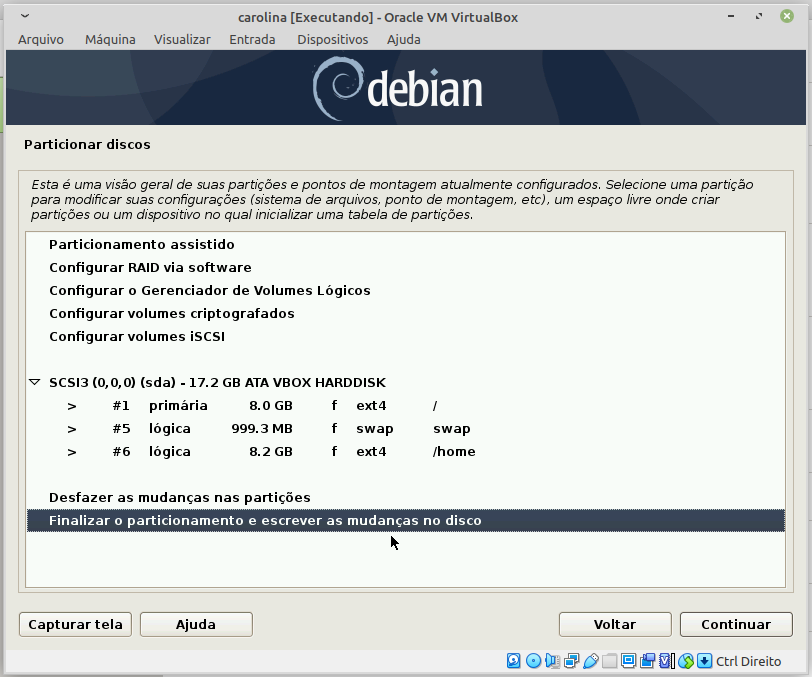 carolina [Executando] - Oracle VM VirtualBox
Arquivo Máquina Visualizar Entrada Dispositivos Ajuda
debian
Particionar discos
Esta é uma visão geral de suas partições e pontos de montagem atualmente configurados. Selecione uma partição
para modificar suas configurações (sistema de arquivos, ponto de montagem, etc), um espaço livre onde criar
partições ou um dispositivo no qual inicializar uma tabela de partições.
Particionamento assistido
Configurar RAID via software
Configurar o Gerenciador de Volumes Lógicos
Configurar volumes criptografados
Configurar volumes iSCSI
SCSI3 (0,0,0) (sda) - 17.2 GB ATA VBOX HARDDISK
> #1 primária 8.0 GB f ext4 /
> #5 lógica 999.3 MB f swap swap
> #6 lógica 8.2 GB f ext4 /home
Desfazer as mudanças nas partições
Finalizar o particionamento e escrever as mudanças no disco
Capturar tela Ajuda Voltar Continuar
Ctrl Direito